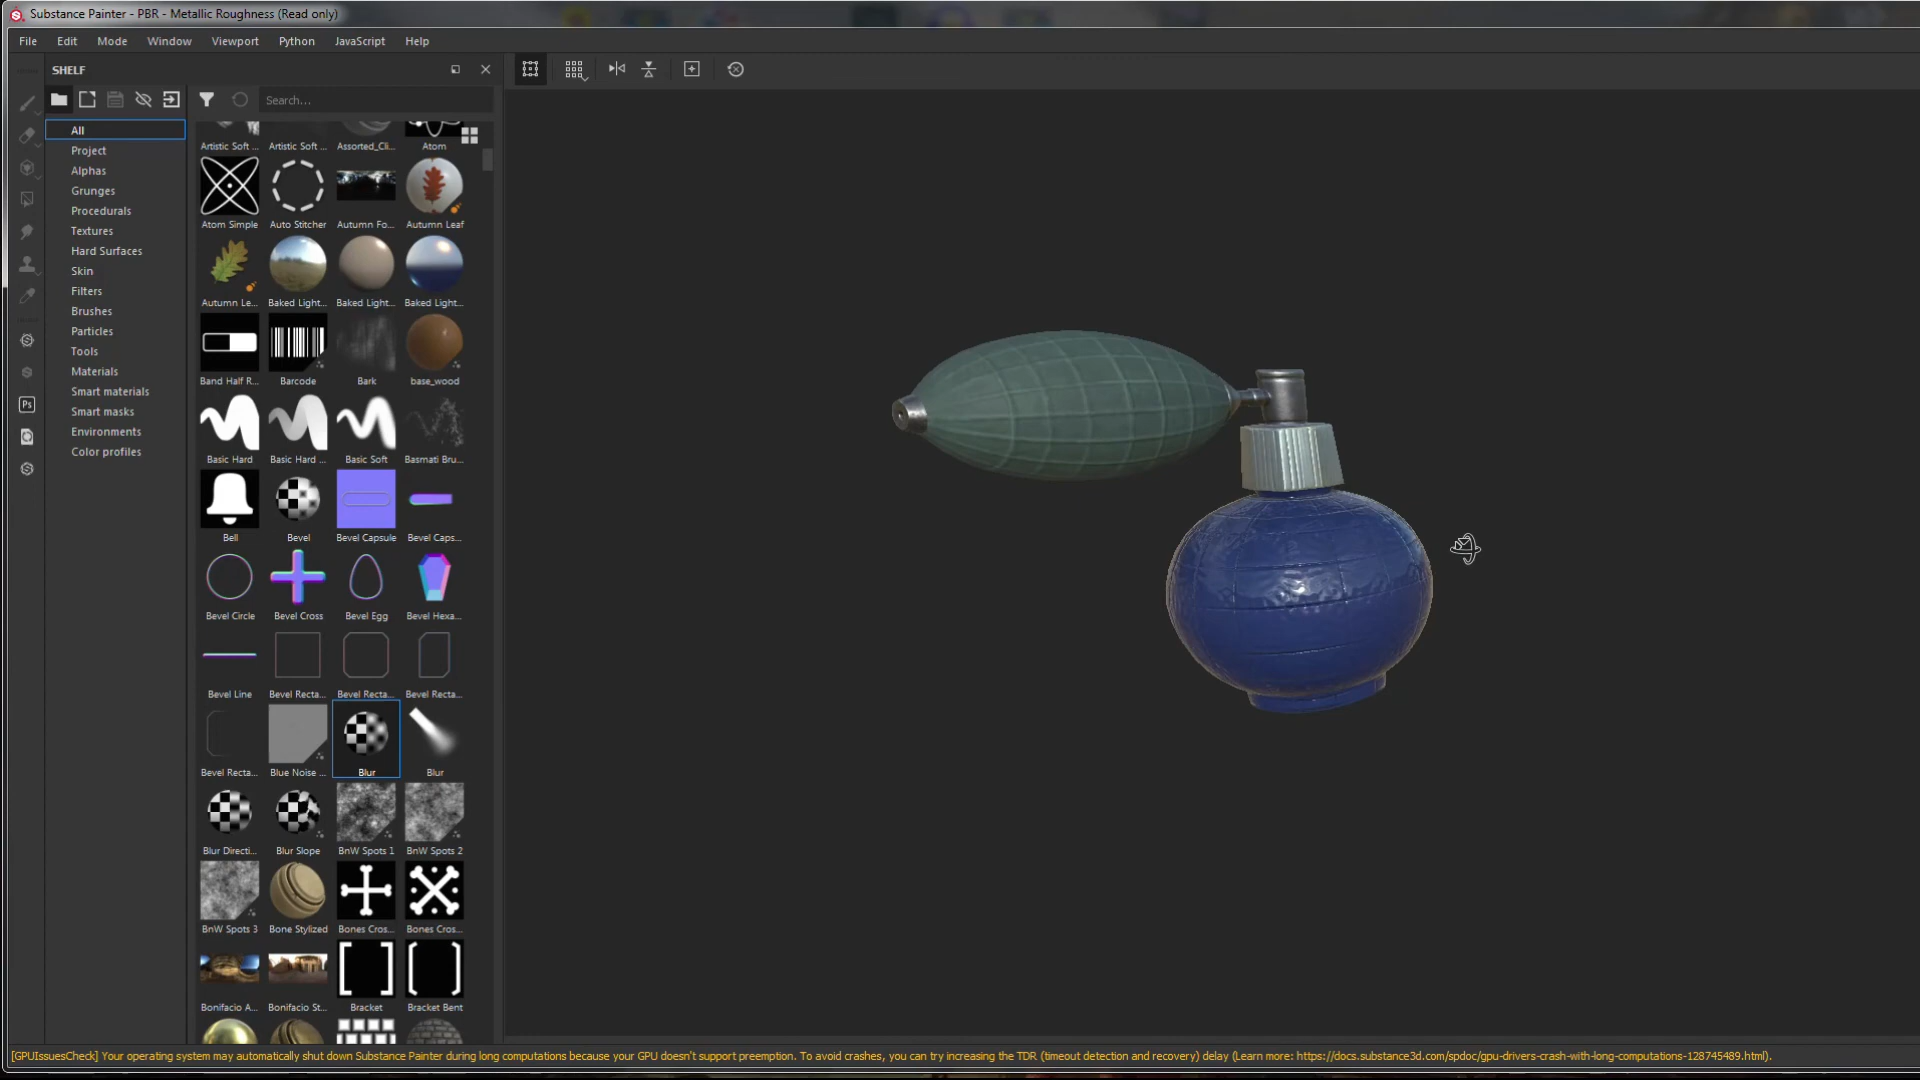 Substance Painter - PBR - Metallic Roughness (Read only)
File Edit Mode Window Viewport Python JavaScript Help
SHELF
Search...
All
Project
Alphas
Grunges
Procedurals
Textures
Hard Surfaces
Skin
Filters
Brushes
Particles
Tools
Materials
Smart materials
Smart masks
Environments
Color profiles
Ps
Artistic Soft ... Artistic Soft ... Assorted_Cli... Atom
Atom Simple Auto Stitcher Autumn Fo... Autumn Leaf
Autumn Le... Baked Light... Baked Light... Baked Light...
Band Half R... Barcode Bark base_wood
Basic Hard Basic Hard ... Basic Soft Basmati Bru...
Bell Bevel Bevel Capsule Bevel Caps...
Bevel Circle Bevel Cross Bevel Egg Bevel Hexa...
Bevel Line Bevel Recta... Bevel Recta... Bevel Recta...
Bevel Recta... Blue Noise ... Blur Blur
Blur Directi... Blur Slope BnW Spots 1 BnW Spots 2
BnW Spots 3 Bone Stylized Bones Cros... Bones Cros...
Bonifacio A... Bonifacio St... Bracket Bracket Bent
[GPUIssuesCheck] Your operating system may automatically shut down Substance Painter during long computations because your GPU doesn't support preemption. To avoid crashes, you can try increasing the TDR (timeout detection and recovery) delay (Learn more: https://docs.substance3d.com/spdoc/gpu-drivers-crash-with-long-computations-128745489.html).